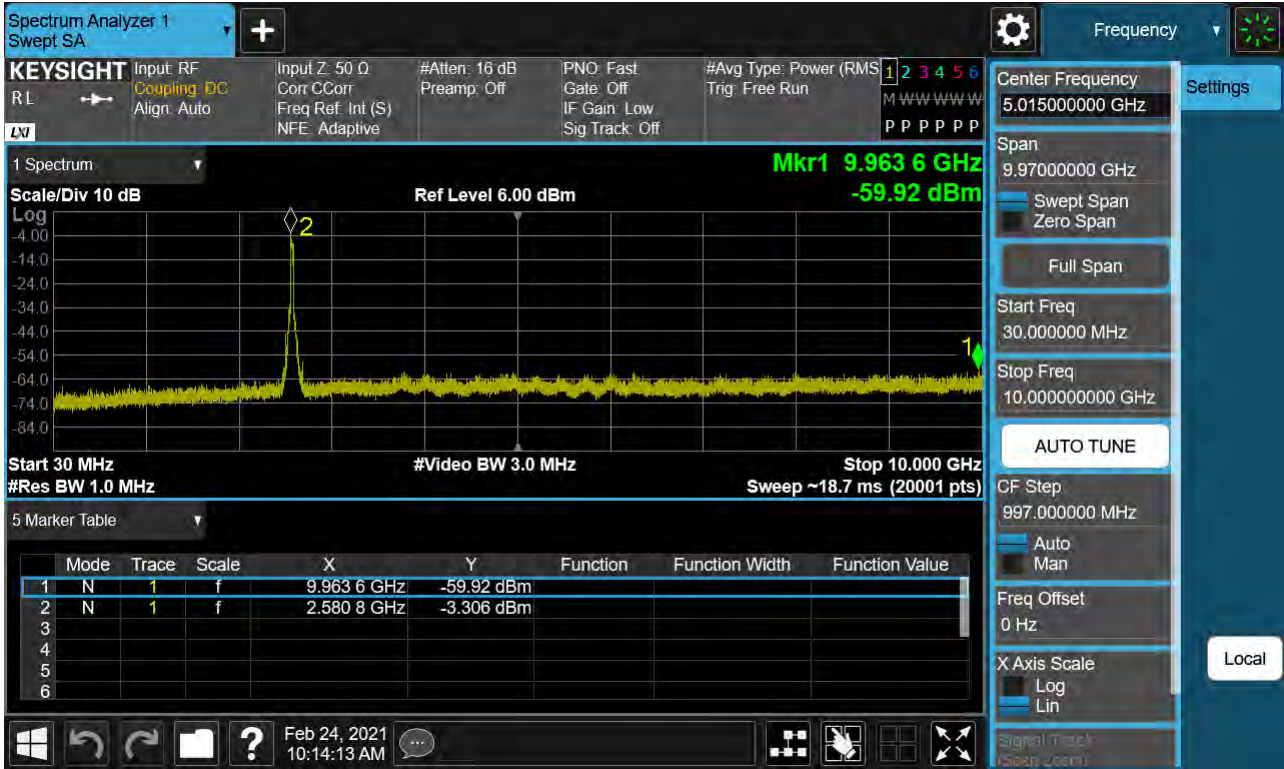 Spectrum Analyzer 1
Swept SA
Frequency
KEYSIGHT
RL
LXI
Input: RF
Coupling: DC
Align: Auto
Input Z: 50 Ω
Corr CCorr
Freq Ref: Int (S)
NFE: Adaptive
#Atten: 16 dB
Preamp: Off
PNO: Fast
Gate: Off
IF Gain: Low
Sig Track: Off
#Avg Type: Power (RMS
Trig: Free Run
1 2 3 4 5 6
M W W W W W
P P P P P P
1 Spectrum
Mkr1 9.963 6 GHz
-59.92 dBm
Scale/Div 10 dB
Ref Level 6.00 dBm
Log
-4.00
-14.0
-24.0
-34.0
-44.0
-54.0
-64.0
-74.0
-84.0
2
1
Start 30 MHz
#Video BW 3.0 MHz
Stop 10.000 GHz
#Res BW 1.0 MHz
Sweep ~18.7 ms (20001 pts)
5 Marker Table
Mode Trace Scale X Y Function Function Width Function Value
1 N 1 f 9.963 6 GHz -59.92 dBm
2 N 1 f 2.580 8 GHz -3.306 dBm
3
4
5
6
Feb 24, 2021
10:14:13 AM
Center Frequency
5.015000000 GHz
Span
9.97000000 GHz
Swept Span
Zero Span
Full Span
Start Freq
30.000000 MHz
Stop Freq
10.000000000 GHz
AUTO TUNE
CF Step
997.000000 MHz
Auto
Man
Freq Offset
0 Hz
X Axis Scale
Log
Lin
Signal Track
(Span Zoom)
Settings
Local